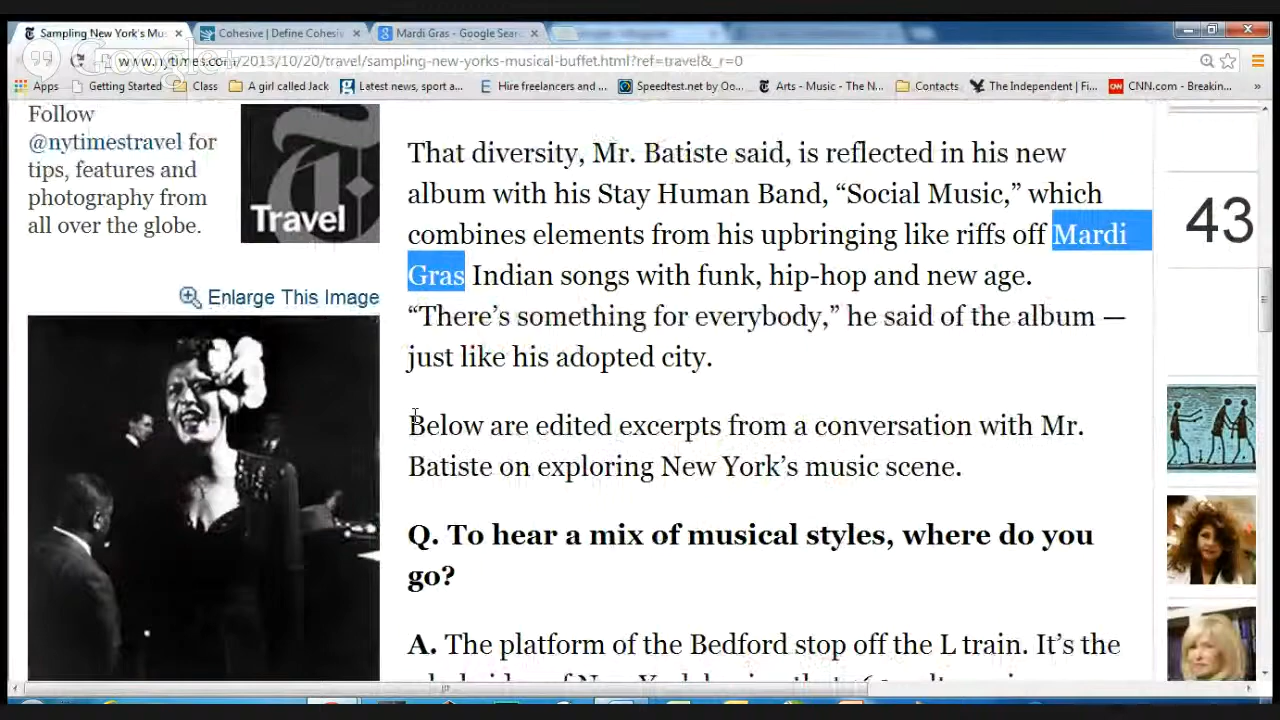 Sampling New York's Mus
Cohesive | Define Cohesiv
Mardi Gras - Google Sear
Google+
www.nytimes.com/2013/10/20/travel/sampling-new-yorks-musical-buffet.html?ref=travel&_r=0
Apps
Getting Started
Class
A girl called Jack
Latest news, sport a...
Hire freelancers and ...
Speedtest.net by Oo...
Arts - Music - The N...
Contacts
The Independent | Fi...
CNN.com - Breakin...
»
Follow
@nytimestravel for
tips, features and
photography from
all over the globe.
Travel
Enlarge This Image
That diversity, Mr. Batiste said, is reflected in his new
album with his Stay Human Band, “Social Music,” which
combines elements from his upbringing like riffs off Mardi
Gras Indian songs with funk, hip-hop and new age.
“There’s something for everybody,” he said of the album —
just like his adopted city.
Below are edited excerpts from a conversation with Mr.
Batiste on exploring New York’s music scene.
Q. To hear a mix of musical styles, where do you
go?
A. The platform of the Bedford stop off the L train. It’s the
43